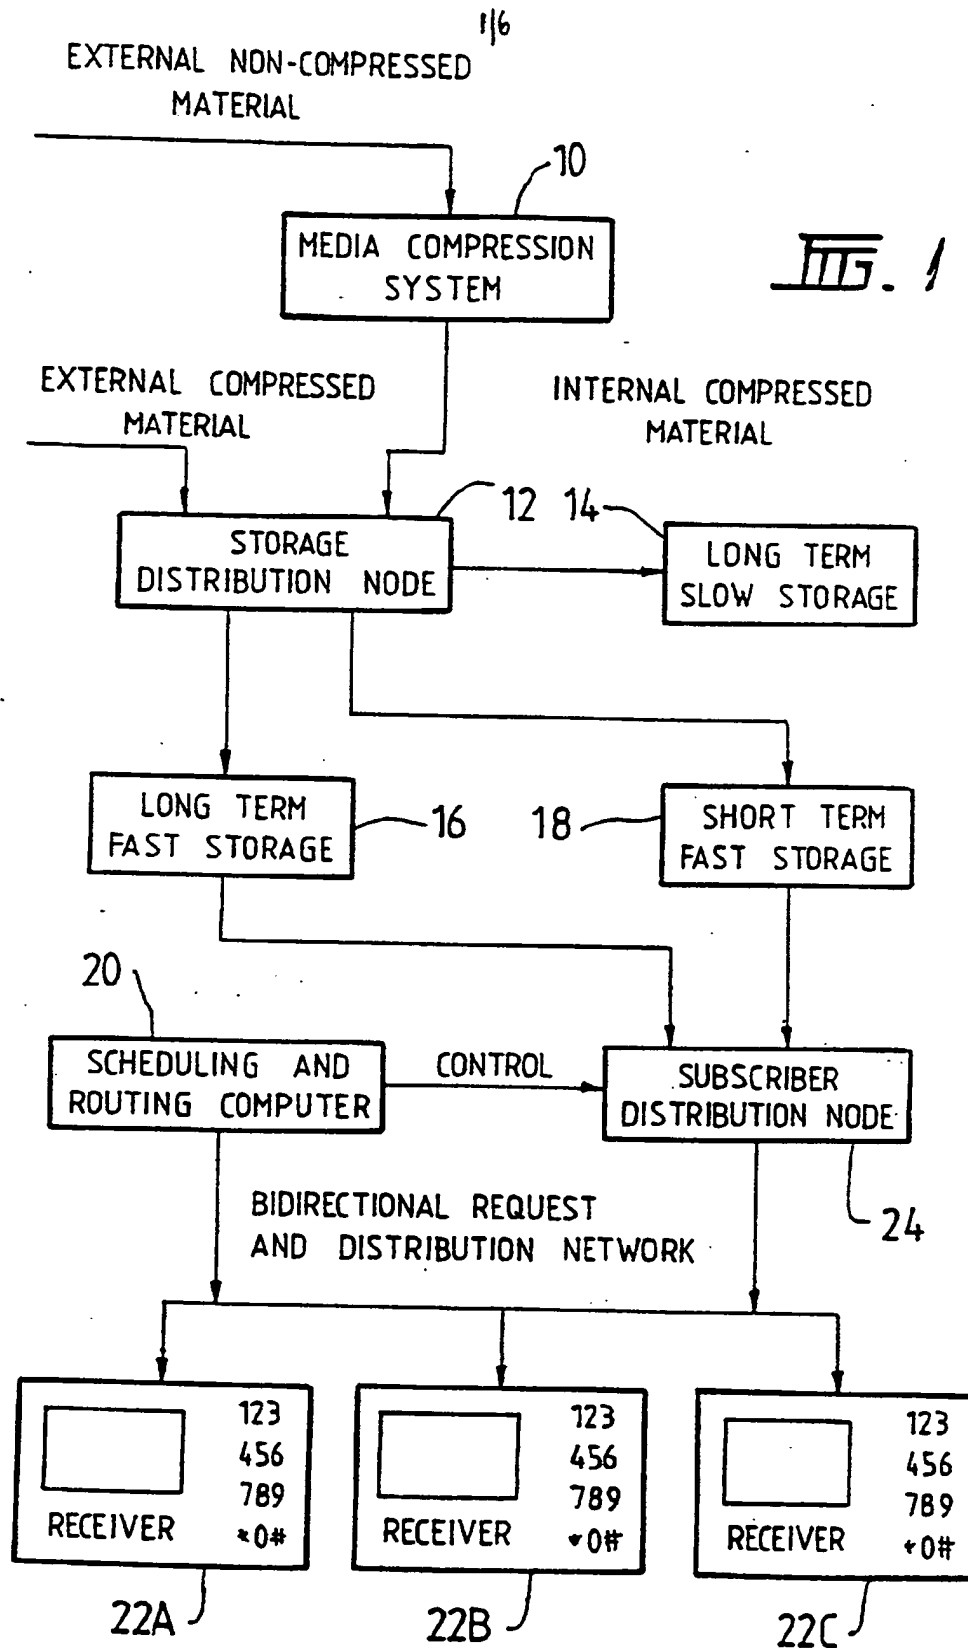 1/6
EXTERNAL NON-COMPRESSED
MATERIAL
10
MEDIA COMPRESSION
SYSTEM
FIG. 1
EXTERNAL COMPRESSED
MATERIAL
INTERNAL COMPRESSED
MATERIAL
12
14
STORAGE
DISTRIBUTION NODE
LONG TERM
SLOW STORAGE
LONG TERM
FAST STORAGE
16
18
SHORT TERM
FAST STORAGE
20
SCHEDULING AND
ROUTING COMPUTER
CONTROL
SUBSCRIBER
DISTRIBUTION NODE
24
BIDIRECTIONAL REQUEST
AND DISTRIBUTION NETWORK
123
456
789
RECEIVER
*0#
22A
123
456
789
RECEIVER
*0#
22B
123
456
789
RECEIVER
*0#
22C